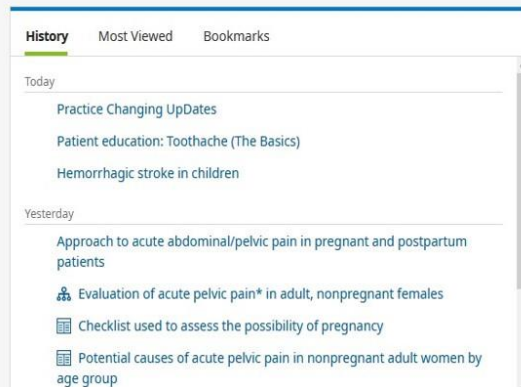 History Most Viewed Bookmarks
Today
Practice Changing UpDates
Patient education: Toothache (The Basics)
Hemorrhagic stroke in children
Yesterday
Approach to acute abdominal/pelvic pain in pregnant and postpartum
patients
Evaluation of acute pelvic pain* in adult, nonpregnant females
Checklist used to assess the possibility of pregnancy
Potential causes of acute pelvic pain in nonpregnant adult women by
age group